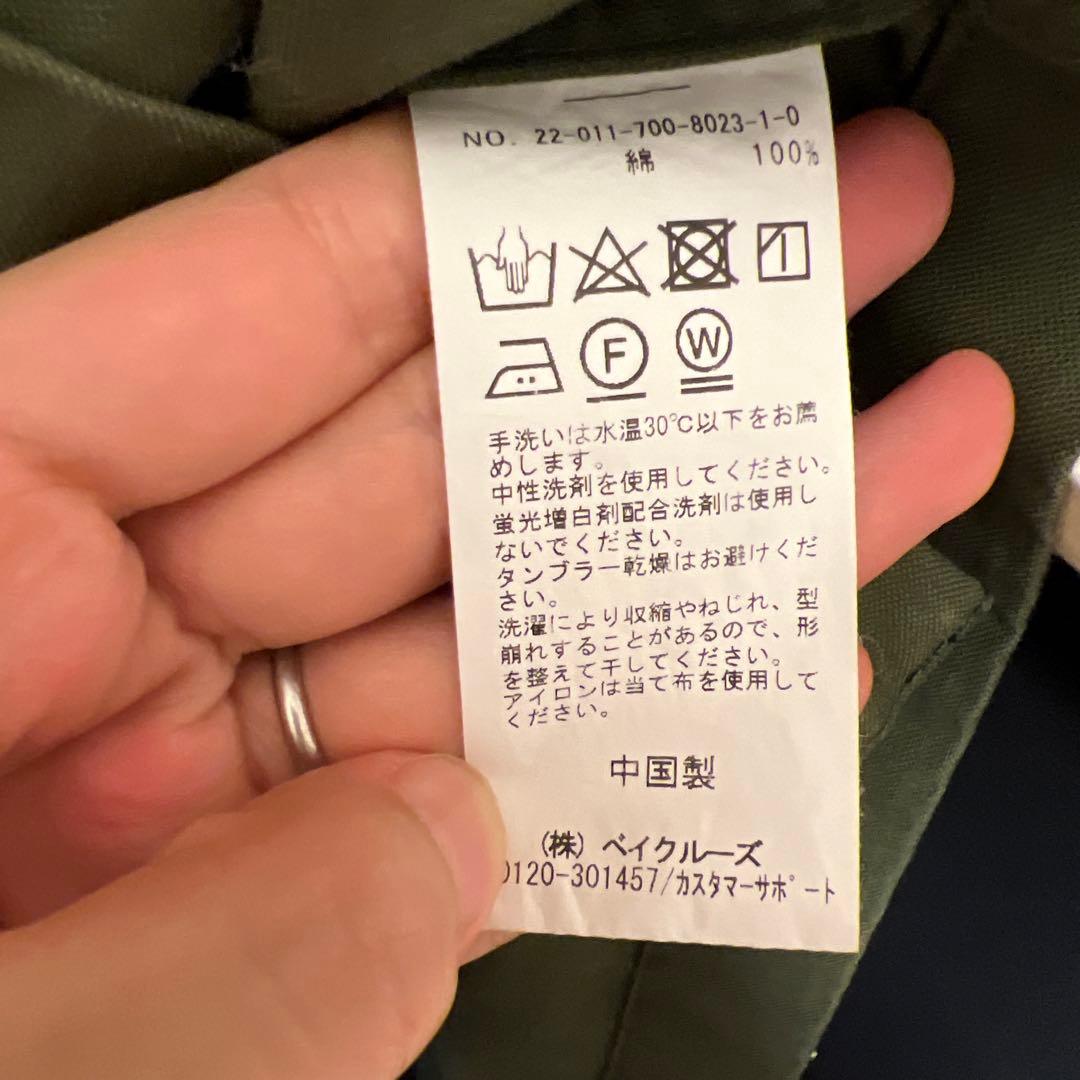 NO. 22-011-700-8023-1-0
綿 100%
F W
手洗いは水温30℃以下をお薦
めします。
中性洗剤を使用してください。
蛍光増白剤配合洗剤は使用し
ないでください。
タンブラー乾燥はお避けくだ
さい。
洗濯により収縮やねじれ、型
崩れすることがあるので、形
を整えて干してください。
アイロンは当て布を使用して
ください。
中国製
(株) ベイクルーズ
0120-301457/カスタマーサポート